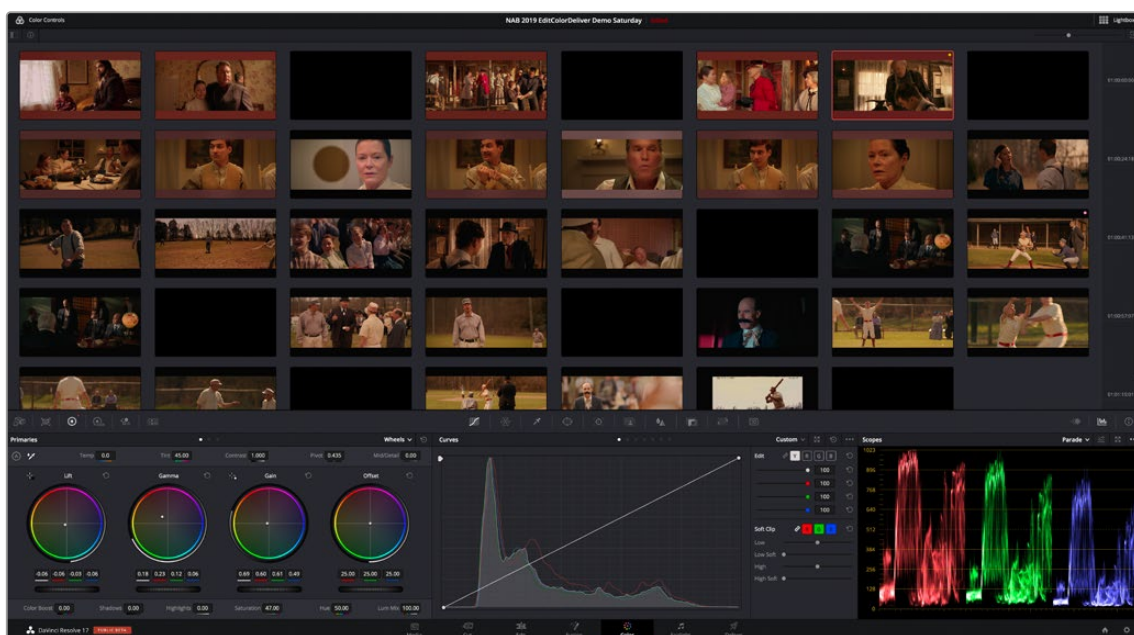 Color Controls
NAB 2019 EditColorDeliver Demo Saturday
Lightbox
Primaries
Wheels
Curves
Custom
Scopes
Parade
Temp 0.0
Tint 45.00
Contrast 1.000
Pivot 0.435
Mid/Detail 0.00
Lift
Gamma
Gain
Offset
-0.06 -0.06 -0.03 -0.06
0.19 0.23 0.12 0.06
0.69 0.60 0.61 0.49
25.00 25.00 25.00
Color Boost 0.00
Shadows 0.00
Highlights 0.00
Saturation 47.00
Hue 50.00
Lum Mix 100.00
Edit
Y R G B
100
100
100
100
Soft Clip
Low
Low Soft
High
High Soft
1023
896
768
640
512
384
256
128
0
DaVinci Resolve 17
PUBLIC BETA
Color